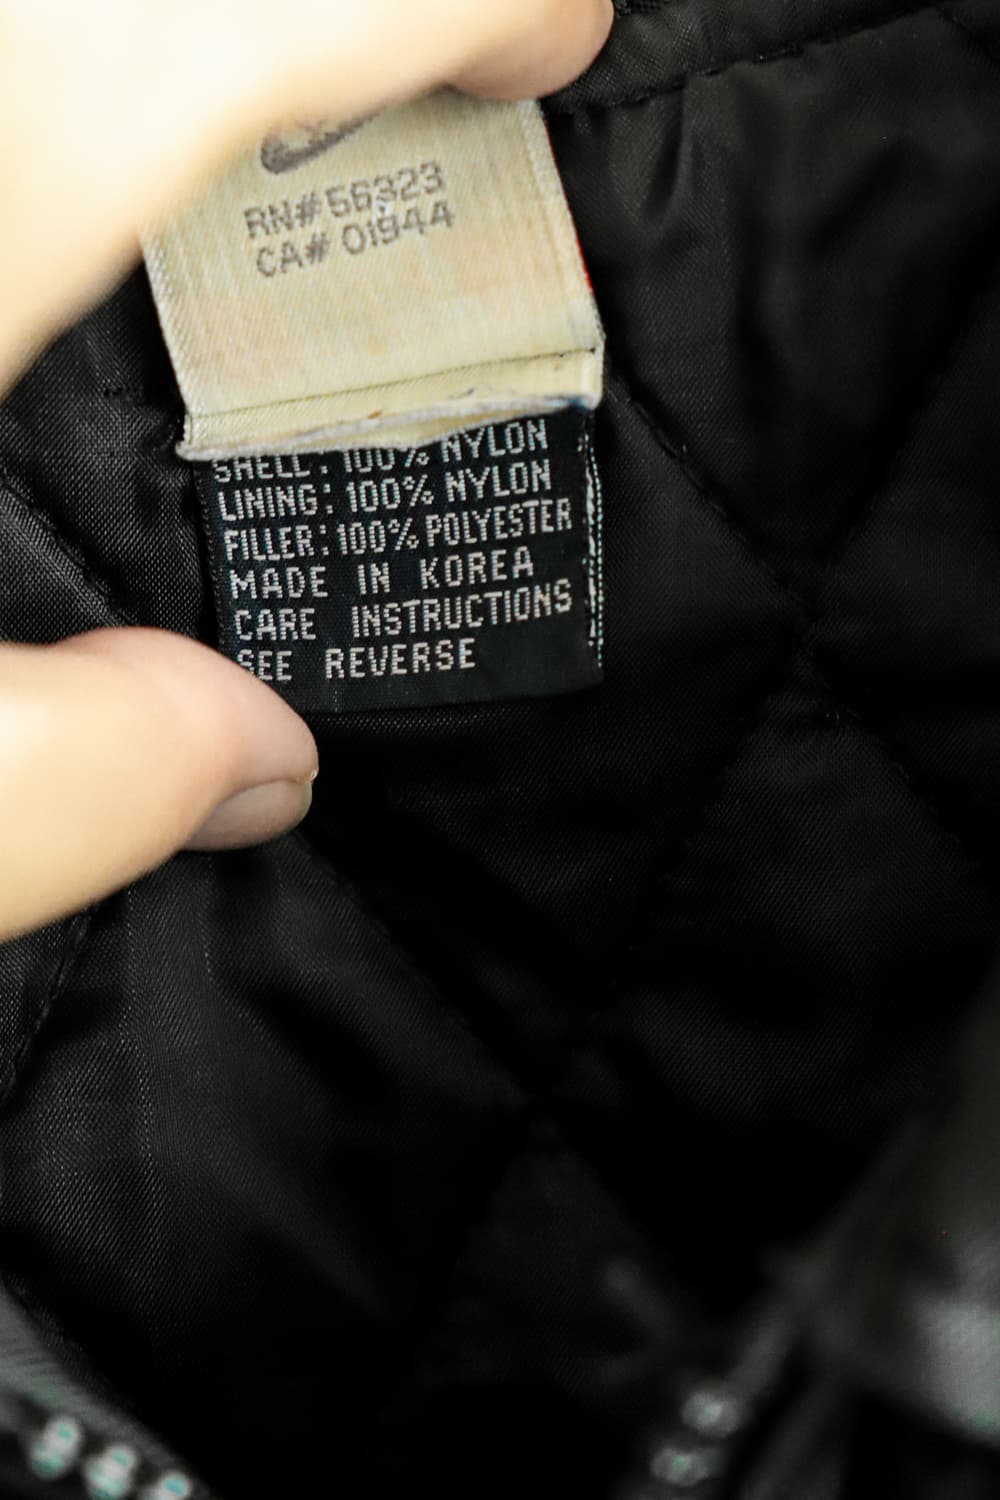 RN# 56323
CA# 01944
SHELL: 100% NYLON
LINING: 100% NYLON
FILLER: 100% POLYESTER
MADE IN KOREA
CARE INSTRUCTIONS
SEE REVERSE